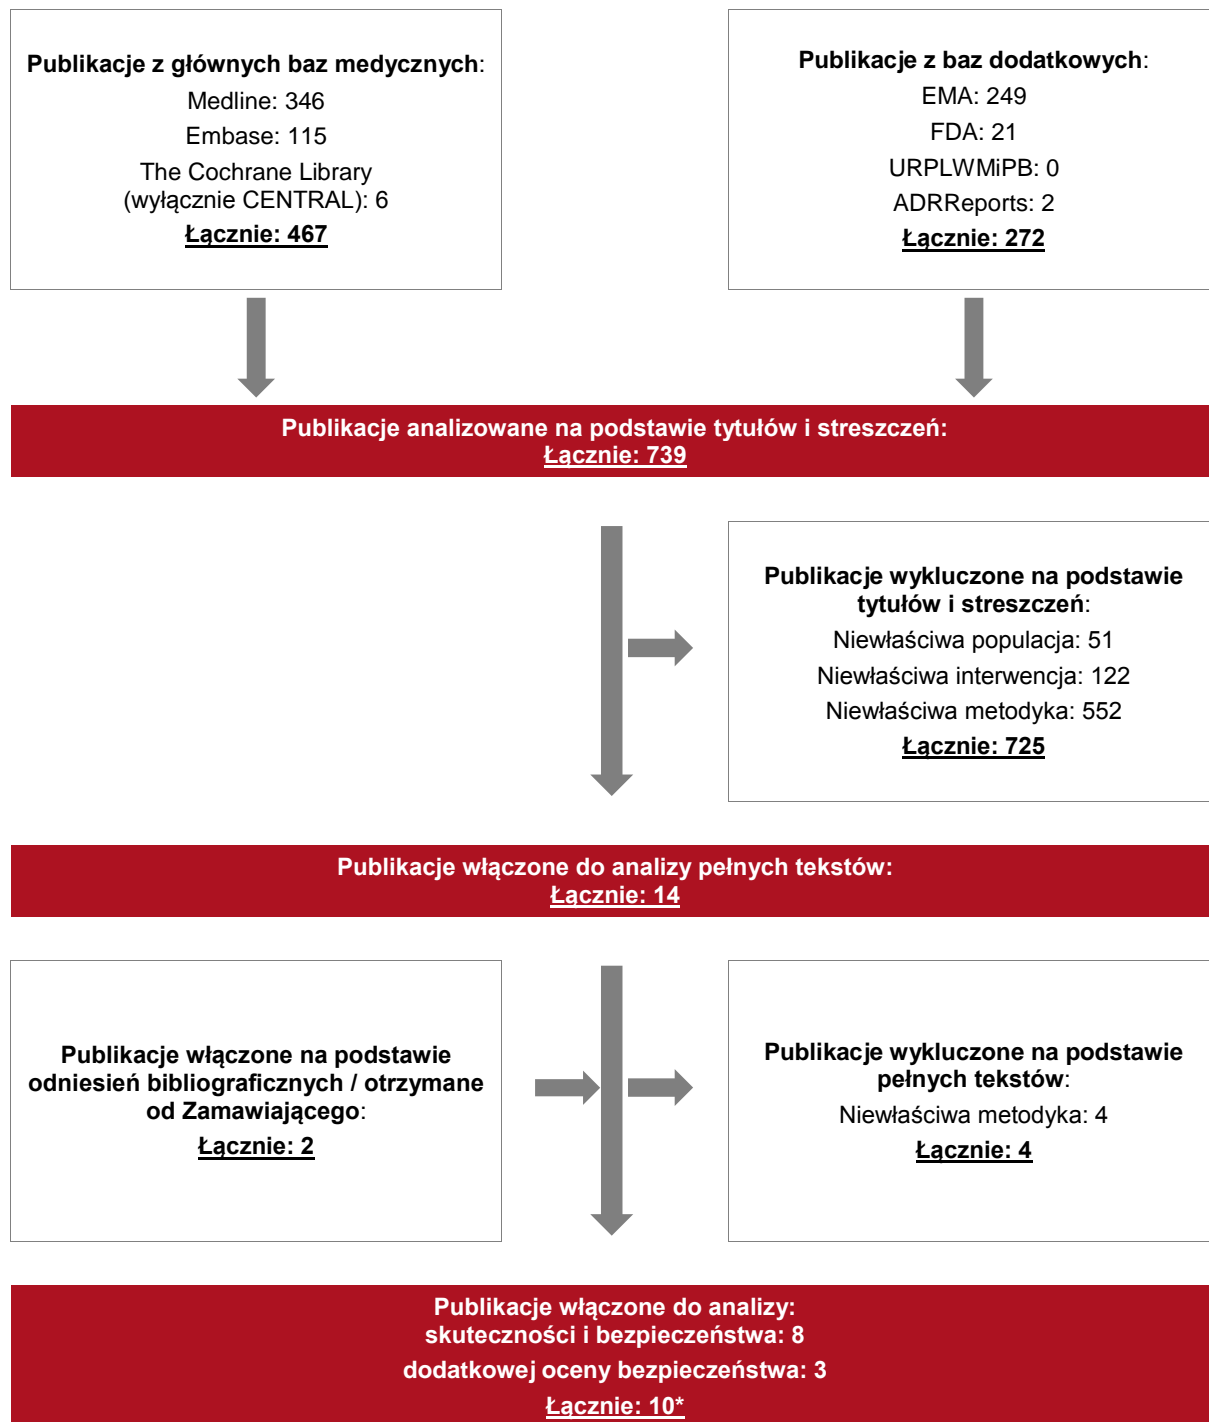 Publikacje z głównych baz medycznych:
Medline: 346
Embase: 115
The Cochrane Library
(wyłącznie CENTRAL): 6
Łącznie: 467
Publikacje z baz dodatkowych:
EMA: 249
FDA: 21
URPLWMiPB: 0
ADRReports: 2
Łącznie: 272
Publikacje analizowane na podstawie tytułów i streszczeń:
Łącznie: 739
Publikacje wykluczone na podstawie
tytułów i streszczeń:
Niewłaściwa populacja: 51
Niewłaściwa interwencja: 122
Niewłaściwa metodyka: 552
Łącznie: 725
Publikacje włączone do analizy pełnych tekstów:
Łącznie: 14
Publikacje włączone na podstawie
odniesień bibliograficznych / otrzymane
od Zamawiającego:
Łącznie: 2
Publikacje wykluczone na podstawie
pełnych tekstów:
Niewłaściwa metodyka: 4
Łącznie: 4
Publikacje włączone do analizy:
skuteczności i bezpieczeństwa: 8
dodatkowej oceny bezpieczeństwa: 3
Łącznie: 10*